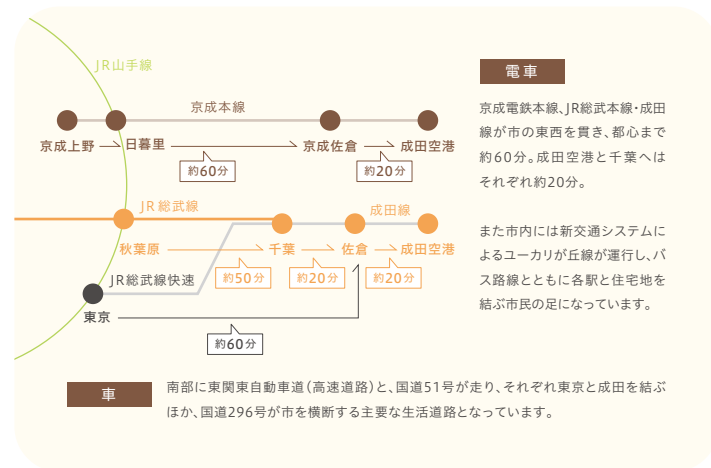 JR山手線
京成本線
京成上野
日暮里
京成佐倉
成田空港
約60分
約20分
JR総武線
成田線
秋葉原
千葉
佐倉
成田空港
JR総武線快速
約50分
約20分
約20分
東京
約60分
電車
京成電鉄本線、JR総武本線・成田
線が市の東西を貫き、都心まで
約60分。成田空港と千葉へは
それぞれ約20分。
また市内には新交通システムに
よるユーカリが丘線が運行し、バ
ス路線とともに各駅と住宅地を
結ぶ市民の足になっています。
車
南部に東関東自動車道(高速道路)と、国道51号が走り、それぞれ東京と成田を結ぶ
ほか、国道296号が市を横断する主要な生活道路となっています。